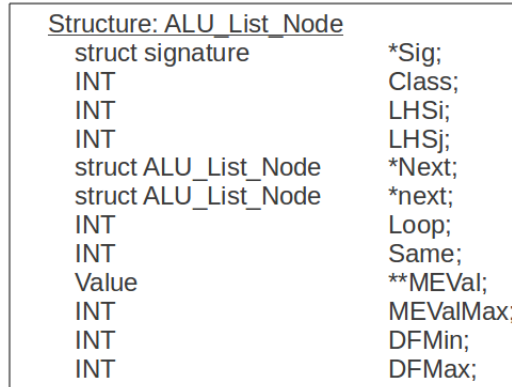 Structure: ALU_List_Node
struct signature *Sig;
INT Class;
INT LHSi;
INT LHSj;
struct ALU_List_Node *Next;
struct ALU_List_Node *next;
INT Loop;
INT Same;
Value **MEVal;
INT MEValMax;
INT DFMin;
INT DFMax;